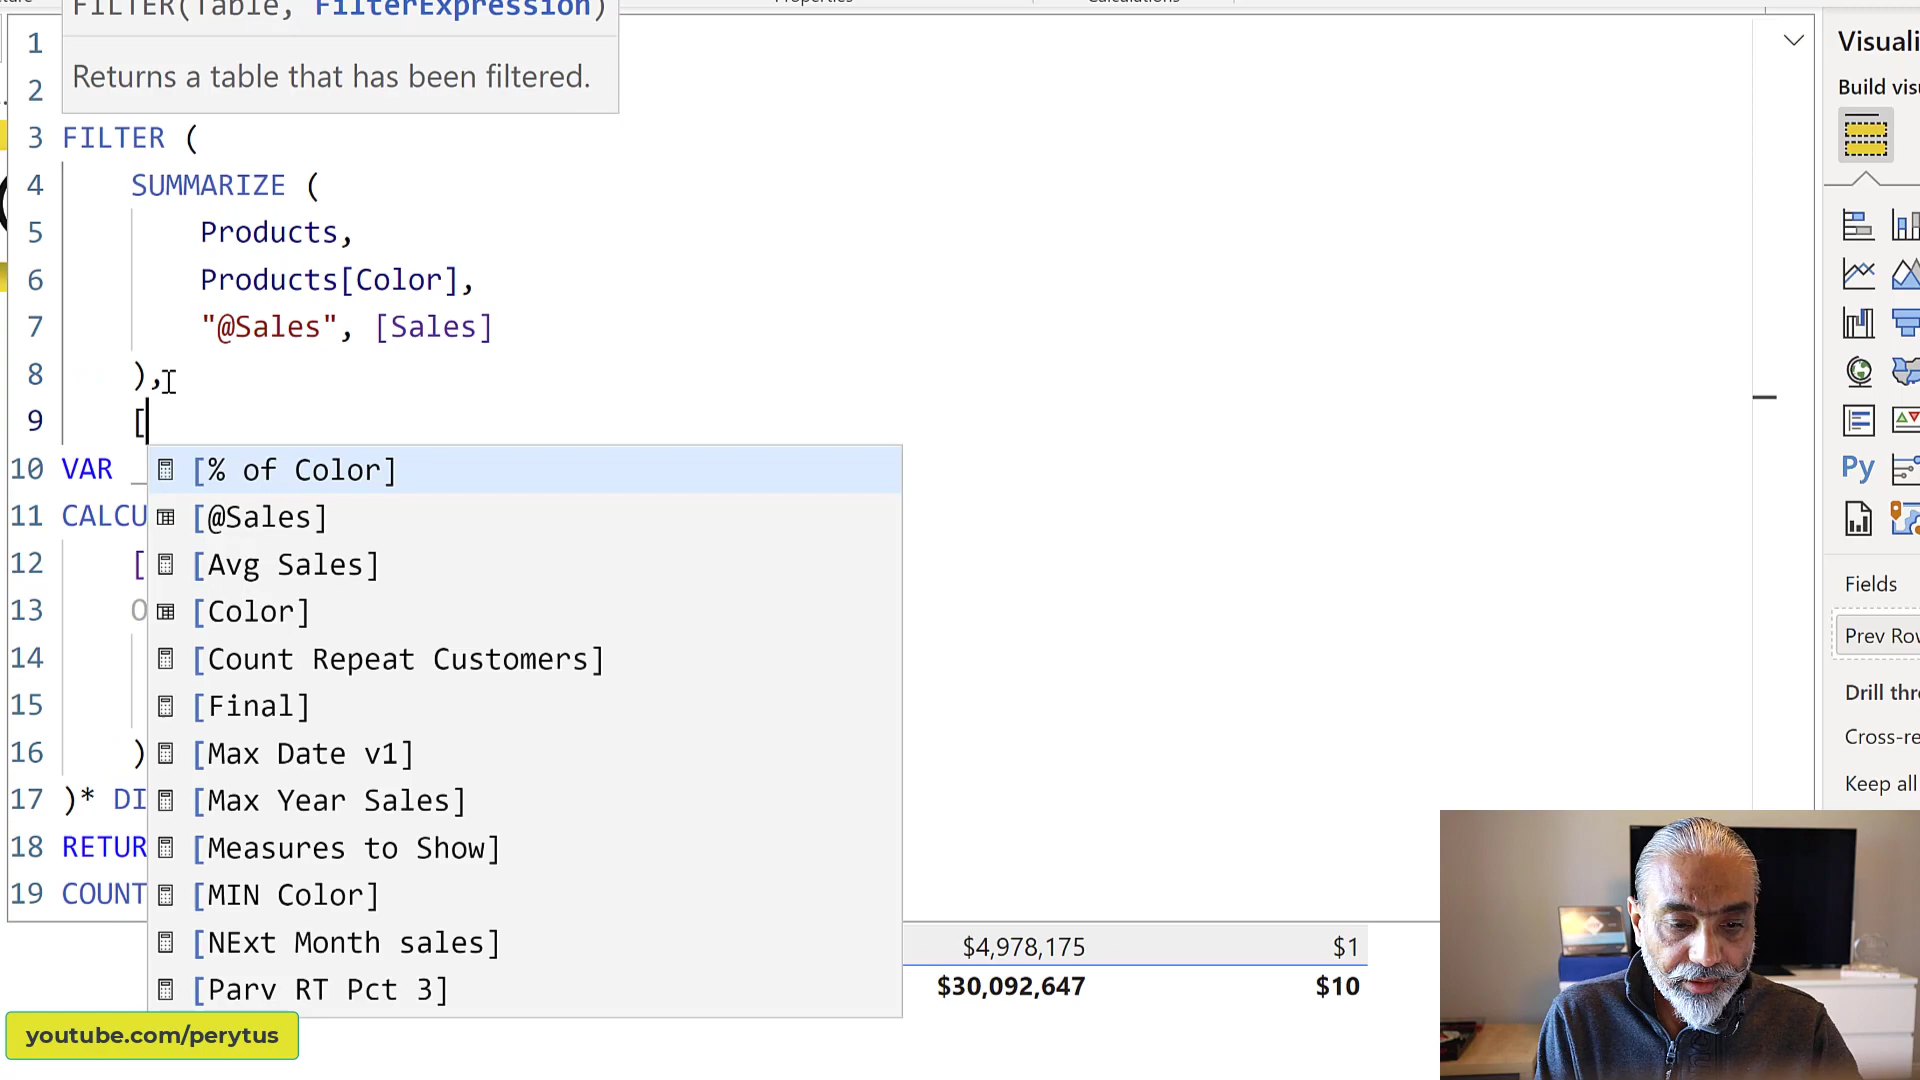 FILTER(Table, FilterExpression)
Returns a table that has been filtered.
Properties
Calculations
1
2
3 FILTER (
4 SUMMARIZE (
5 Products,
6 Products[Color],
7 "@Sales", [Sales]
8 ),
9 [
10 VAR _
11 CALCU
12 [
13 O
14
15
16 )
17 )* DI
18 RETUR
19 COUNT
[% of Color]
[@Sales]
[Avg Sales]
[Color]
[Count Repeat Customers]
[Final]
[Max Date v1]
[Max Year Sales]
[Measures to Show]
[MIN Color]
[NExt Month sales]
[Parv RT Pct 3]
$4,978,175 $1
$30,092,647 $10
Visuali
Build visu
Py
Fields
Prev Row
Drill thr
Cross-re
Keep all
youtube.com/perytus